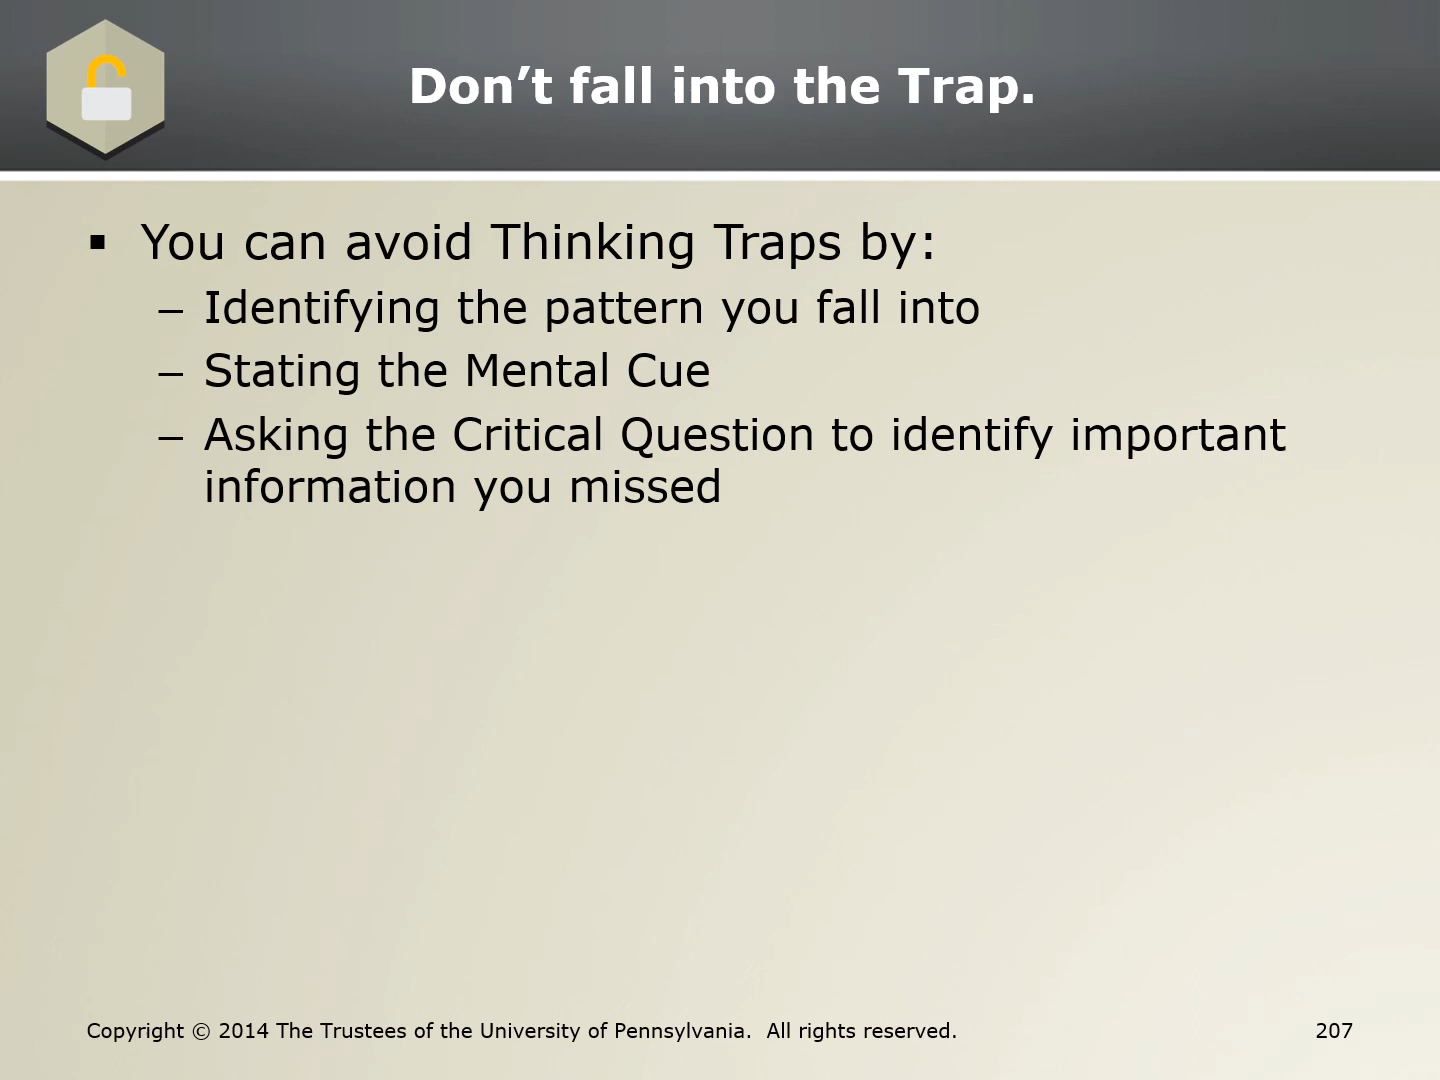 Don’t fall into the Trap.
▪ You can avoid Thinking Traps by:
– Identifying the pattern you fall into
– Stating the Mental Cue
– Asking the Critical Question to identify important
information you missed
Copyright © 2014 The Trustees of the University of Pennsylvania.  All rights reserved. 207